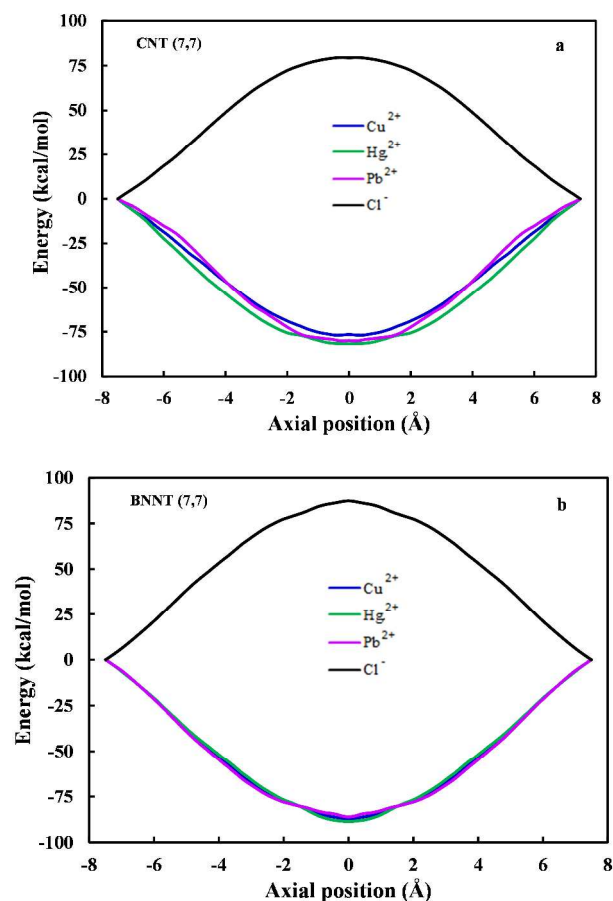 CNT (7,7)
a
Cu2+
Hg2+
Pb2+
Cl-
Energy (kcal/mol)
100
75
50
25
0
-25
-50
-75
-100
-8 -6 -4 -2 0 2 4 6 8
Axial position (Å)
BNNT (7,7)
b
Cu2+
Hg2+
Pb2+
Cl-
Energy (kcal/mol)
100
75
50
25
0
-25
-50
-75
-100
-8 -6 -4 -2 0 2 4 6 8
Axial position (Å)